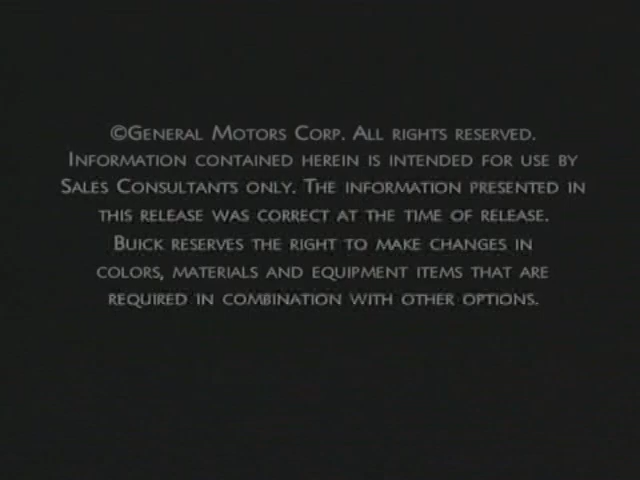 ©General Motors Corp. All rights reserved.
Information contained herein is intended for use by
Sales Consultants only. The information presented in
this release was correct at the time of release.
Buick reserves the right to make changes in
colors, materials and equipment items that are
required in combination with other options.